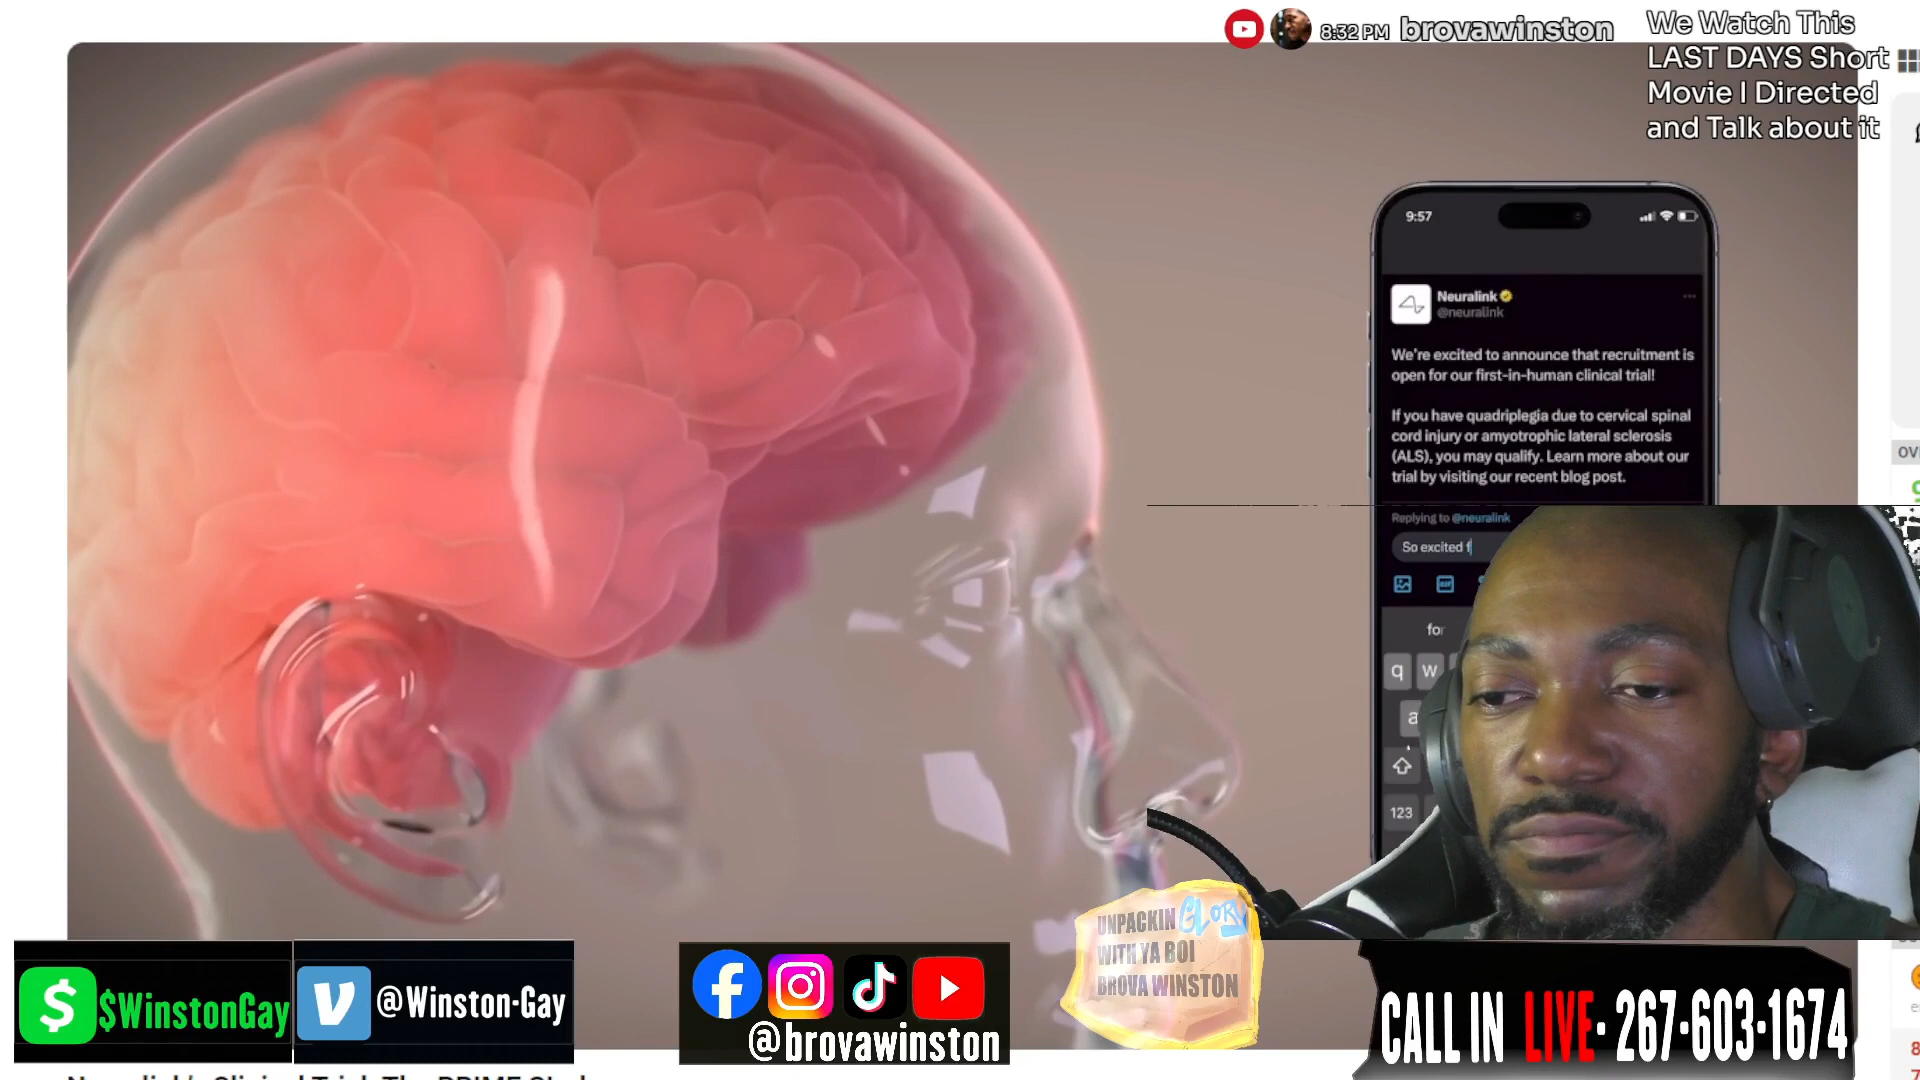 8:32 PM brovawinston
We Watch This
LAST DAYS Short
Movie I Directed
and Talk about it
9:57
Neuralink
@neuralink
We're excited to announce that recruitment is
open for our first-in-human clinical trial!
If you have quadriplegia due to cervical spinal
cord injury or amyotrophic lateral sclerosis
(ALS), you may qualify. Learn more about our
trial by visiting our recent blog post.
Replying to @neuralink
So excited f
for
q w
a
123
UNPACKIN GLORY
WITH YA BOI
BROVA WINSTON
$WinstonGay
@Winston-Gay
@brovawinston
CALL IN LIVE· 267-603-1674